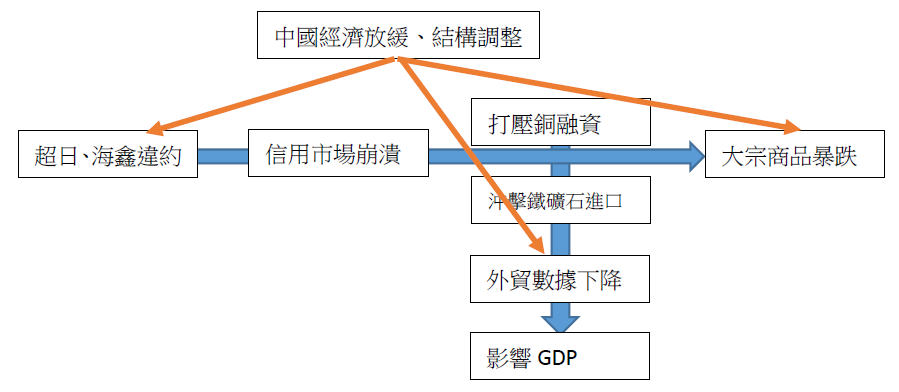 中國經濟放緩、結構調整
打壓銅融資
超日、海鑫違約
信用市場崩潰
大宗商品暴跌
沖擊鐵礦石進口
外貿數據下降
影響 GDP